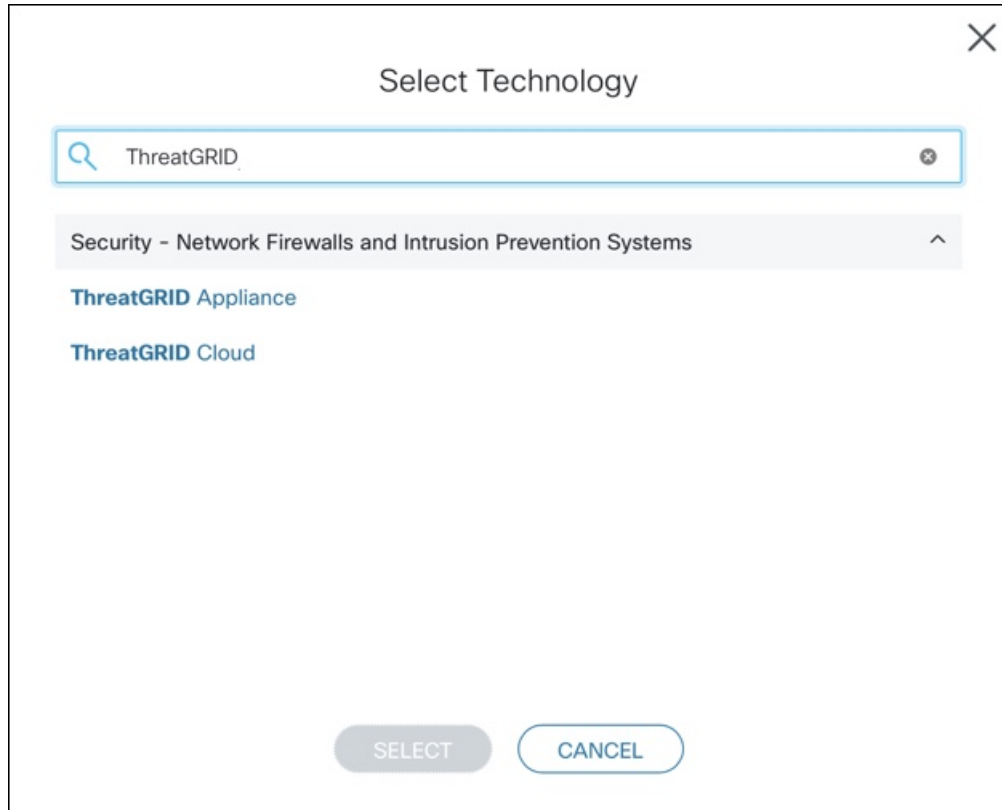 Select Technology
ThreatGRID
Security - Network Firewalls and Intrusion Prevention Systems
ThreatGRID Appliance
ThreatGRID Cloud
SELECT
CANCEL